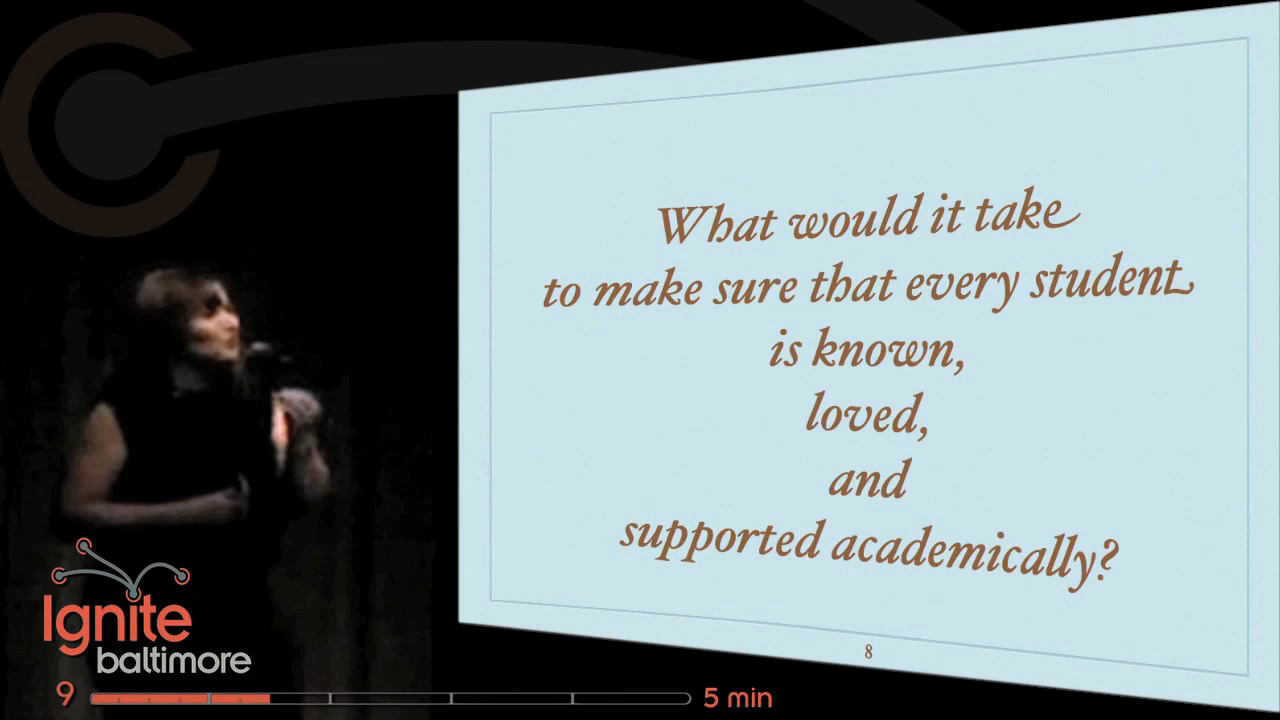 What would it take
to make sure that every student
is known,
loved,
and
supported academically?
8
Ignite
baltimore
9
5 min